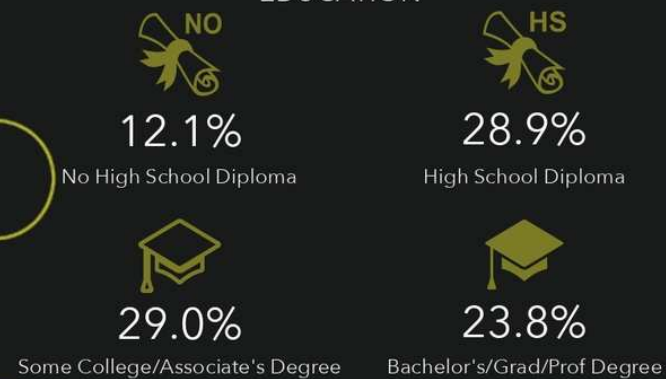 EDUCATION
NO
HS
12.1%
28.9%
No High School Diploma
High School Diploma
29.0%
23.8%
Some College/Associate's Degree
Bachelor's/Grad/Prof Degree